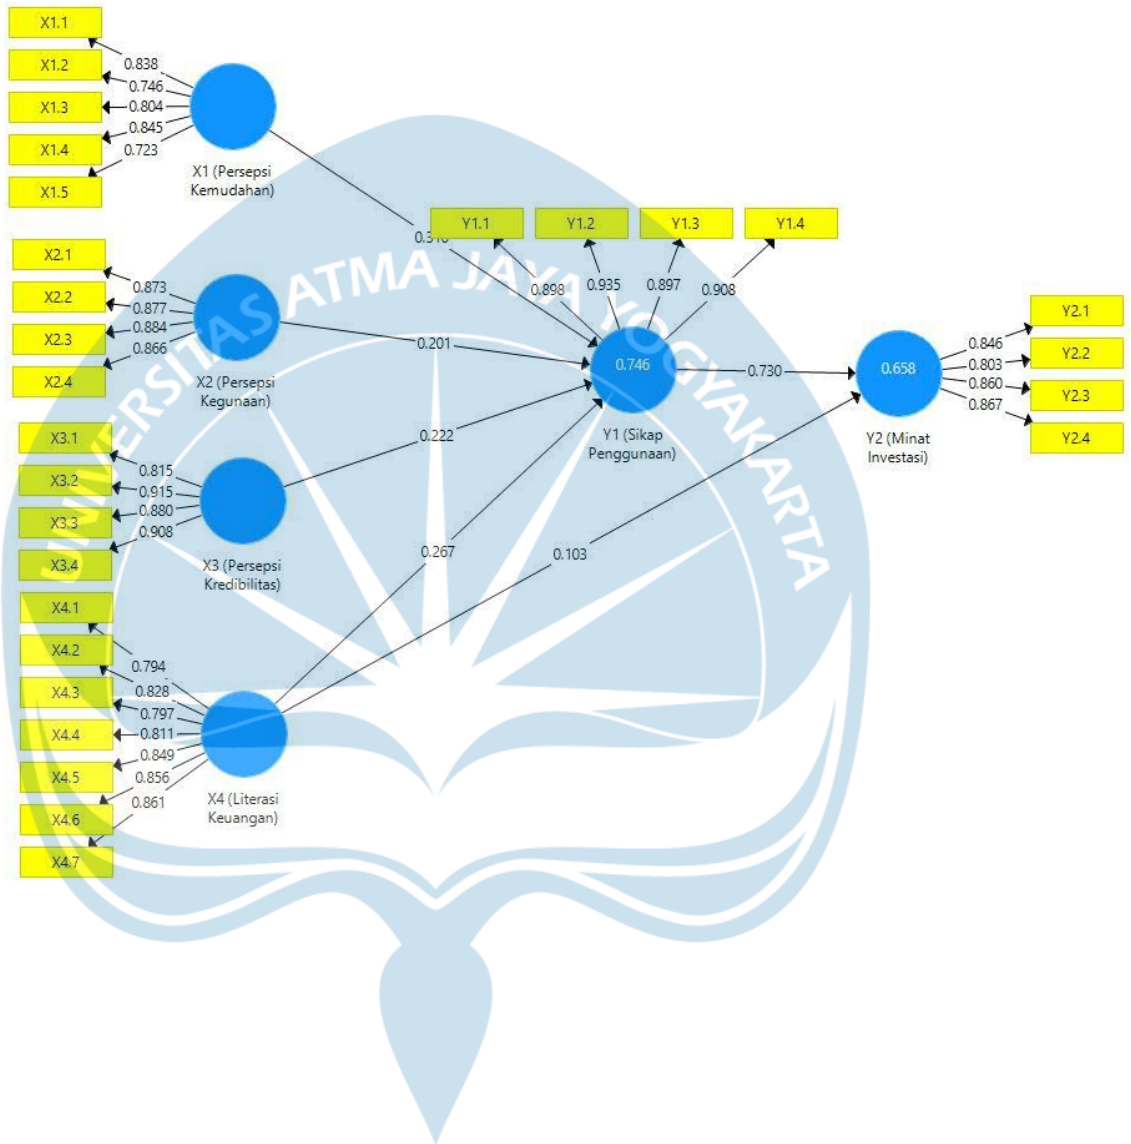 X1.1
X1.2
X1.3
X1.4
X1.5
0.838
0.746
0.804
0.845
0.723
X1 (Persepsi
Kemudahan)
X2.1
X2.2
X2.3
X2.4
0.873
0.877
0.884
0.866
X2 (Persepsi
Kegunaan)
X3.1
X3.2
X3.3
X3.4
0.815
0.915
0.880
0.908
X3 (Persepsi
Kredibilitas)
X4.1
X4.2
X4.3
X4.4
X4.5
X4.6
X4.7
0.794
0.828
0.797
0.811
0.849
0.856
0.861
X4 (Literasi
Keuangan)
0.201
0.222
0.267
0.103
Y1.1
Y1.2
Y1.3
Y1.4
0.898
0.935
0.897
0.908
0.746
Y1 (Sikap
Penggunaan)
0.730
0.658
Y2 (Minat
Investasi)
0.846
0.803
0.860
0.867
Y2.1
Y2.2
Y2.3
Y2.4
UNIVERSITAS ATMA JAYA YOGYAKARTA